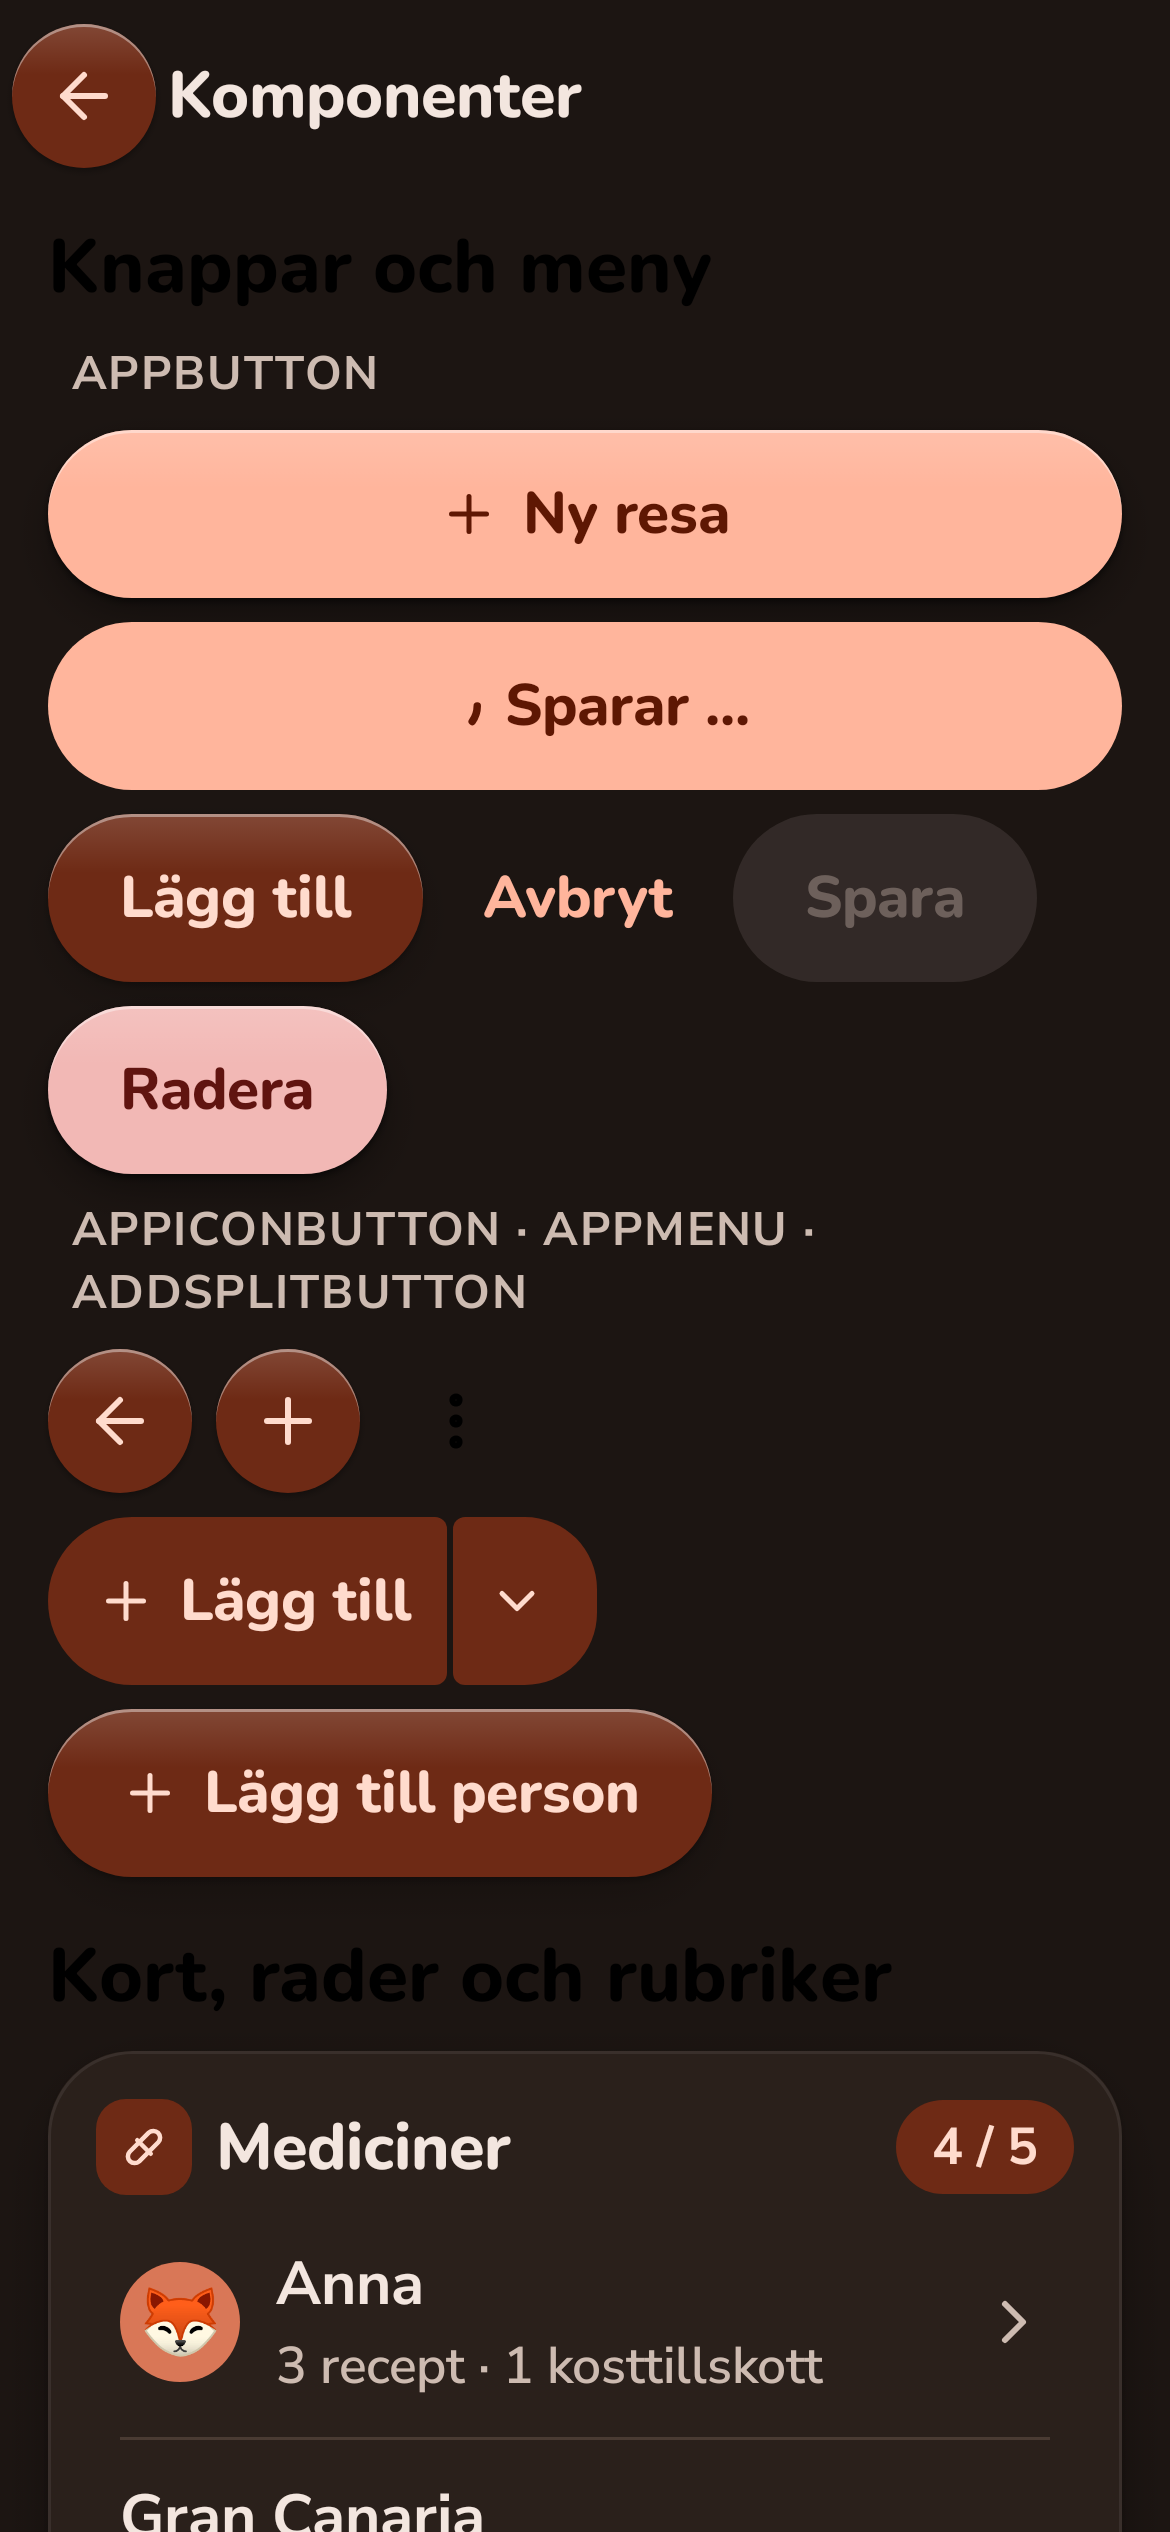 Komponenter
Knappar och meny
APPBUTTON
Ny resa
Sparar ...
Lägg till
Avbryt
Spara
Radera
APPICONBUTTON · APPMENU ·
ADDSPLITBUTTON
Lägg till
Lägg till person
Kort, rader och rubriker
Mediciner
4 / 5
Anna
3 recept · 1 kosttillskott
Gran Canaria